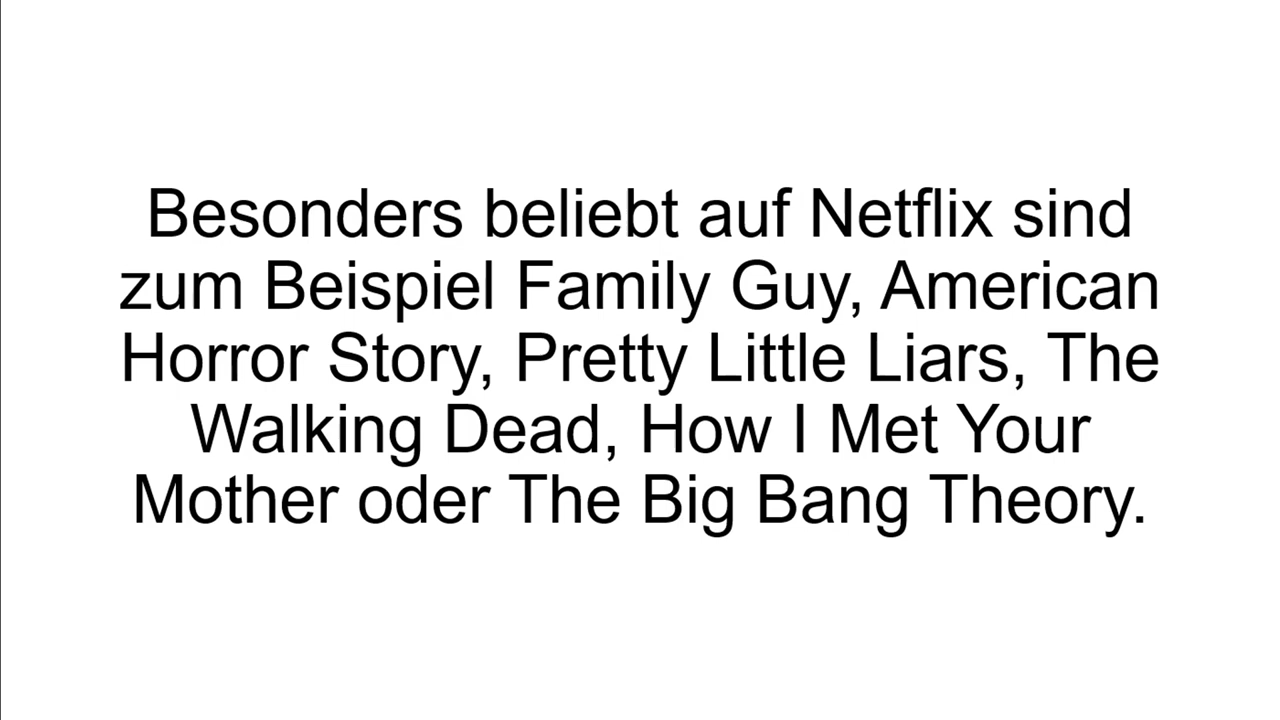 Besonders beliebt auf Netflix sind
zum Beispiel Family Guy, American
Horror Story, Pretty Little Liars, The
Walking Dead, How I Met Your
Mother oder The Big Bang Theory.